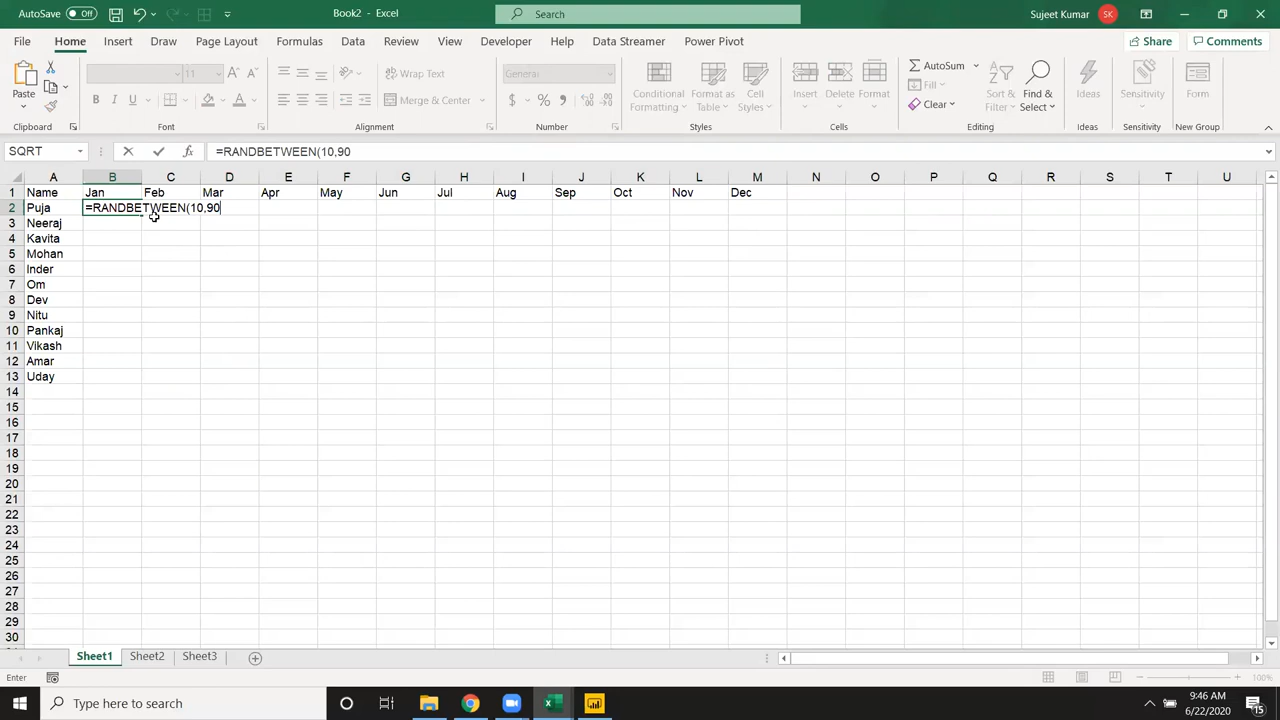 AutoSave Off Book2 - Excel Search Sujeet Kumar SK
File Home Insert Draw Page Layout Formulas Data Review View Developer Help Data Streamer Power Pivot Share Comments
Paste 11 Wrap Text General Conditional Formatting Format as Table Cell Styles Insert Delete Format AutoSum Sort & Filter Find & Select Ideas Sensitivity Form
B I U Merge & Center $ % Fill Clear
Clipboard Font Alignment Number Styles Cells Editing Ideas Sensitivity New Group
SQRT fx =RANDBETWEEN(10,90
A B C D E F G H I J K L M N O P Q R S T U
1 Name Jan Feb Mar Apr May Jun Jul Aug Sep Oct Nov Dec
2 Puja =RANDBETWEEN(10,90
3 Neeraj
4 Kavita
5 Mohan
6 Inder
7 Om
8 Dev
9 Nitu
10 Pankaj
11 Vikash
12 Amar
13 Uday
14
15
16
17
18
19
20
21
22
23
24
25
26
27
28
29
30
Sheet1 Sheet2 Sheet3
Enter 100%
Type here to search 9:46 AM
6/22/2020 15